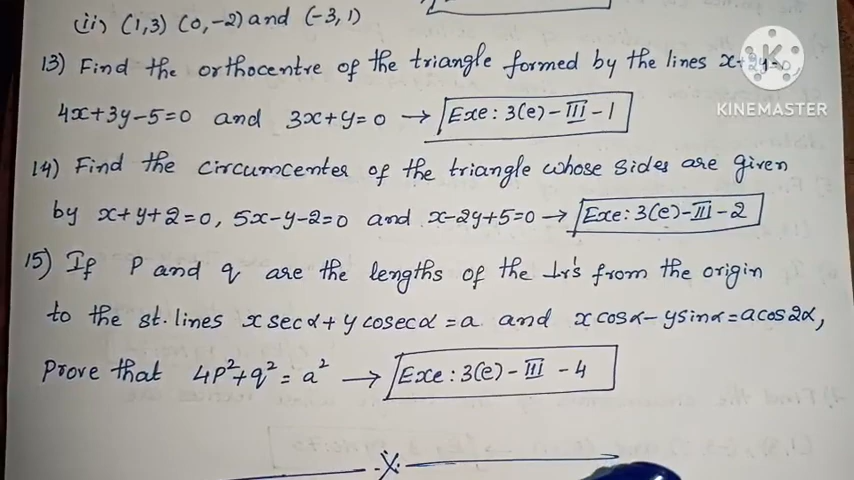 (ii) (1,3) (0,-2) and (-3,1)
13) Find the orthocentre of the triangle formed by the lines x+2y=0,
4x+3y-5=0 and 3x+y=0 → Exe: 3(e)-III-1
14) Find the circumcenter of the triangle whose sides are given
by x+y+2=0, 5x-y-2=0 and x-2y+5=0 → Exe: 3(e)-III-2
15) If P and q are the lengths of the ⊥r's from the origin
to the st. lines x secα + y cosecα = a and x cosα - y sinα = a cos2α,
Prove that 4P²+q² = a² → Exe: 3(e)-III-4
X
KINEMASTER